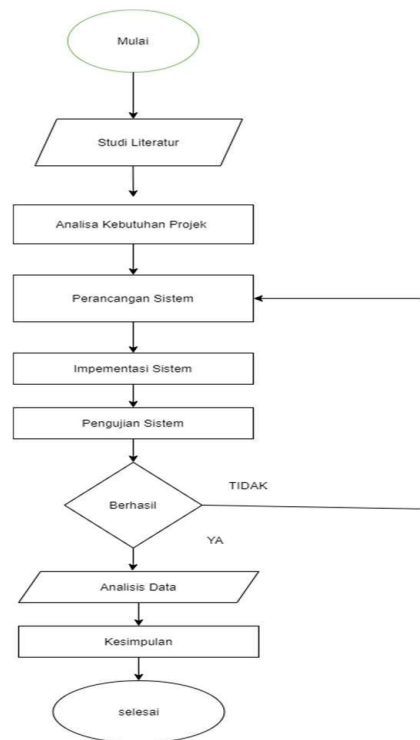 Mulai
Studi Literatur
Analisa Kebutuhan Projek
Perancangan Sistem
Impementasi Sistem
Pengujian Sistem
Berhasil
TIDAK
YA
Analisis Data
Kesimpulan
selesai